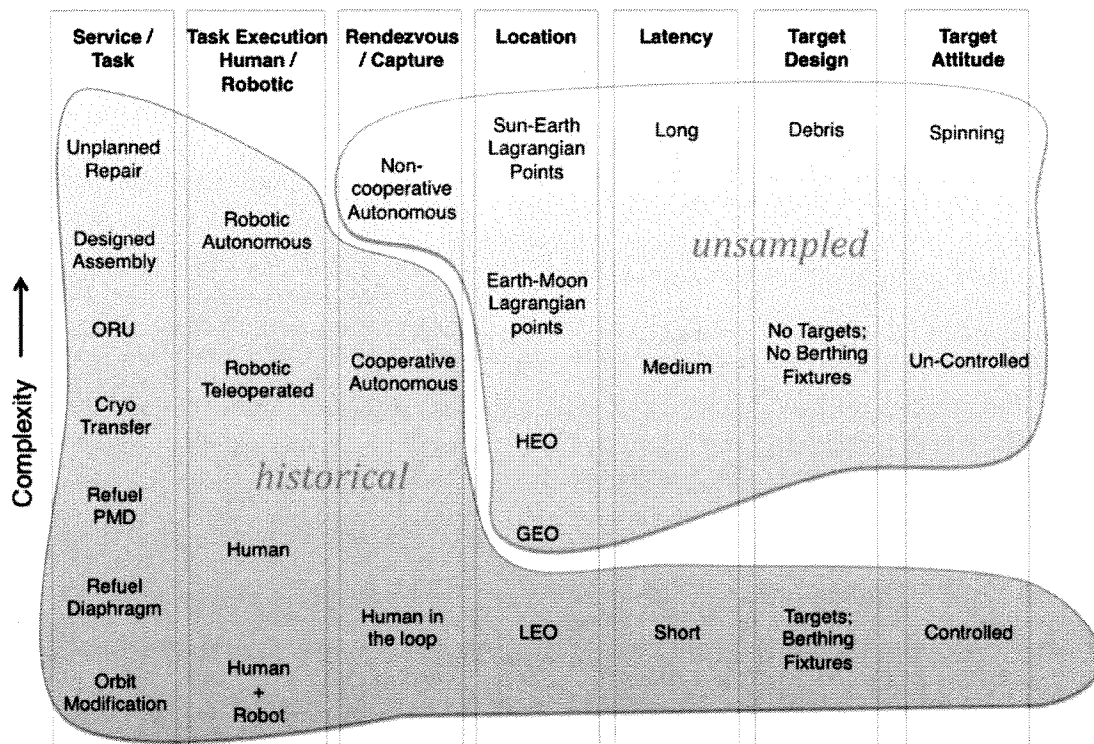 Service /
Task
Task Execution
Human /
Robotic
Rendezvous
/ Capture
Location
Latency
Target
Design
Target
Attitude
Unplanned
Repair
Designed
Assembly
ORU
Cryo
Transfer
Refuel
PMD
Refuel
Diaphragm
Orbit
Modification
Robotic
Autonomous
Robotic
Teleoperated
Human
Human
+
Robot
Non-
cooperative
Autonomous
Cooperative
Autonomous
Human in
the loop
Sun-Earth
Lagrangian
Points
Earth-Moon
Lagrangian
points
HEO
GEO
LEO
Long
Medium
Short
Debris
No Targets;
No Berthing
Fixtures
Targets;
Berthing
Fixtures
Spinning
Un-Controlled
Controlled
unsampled
historical
Complexity